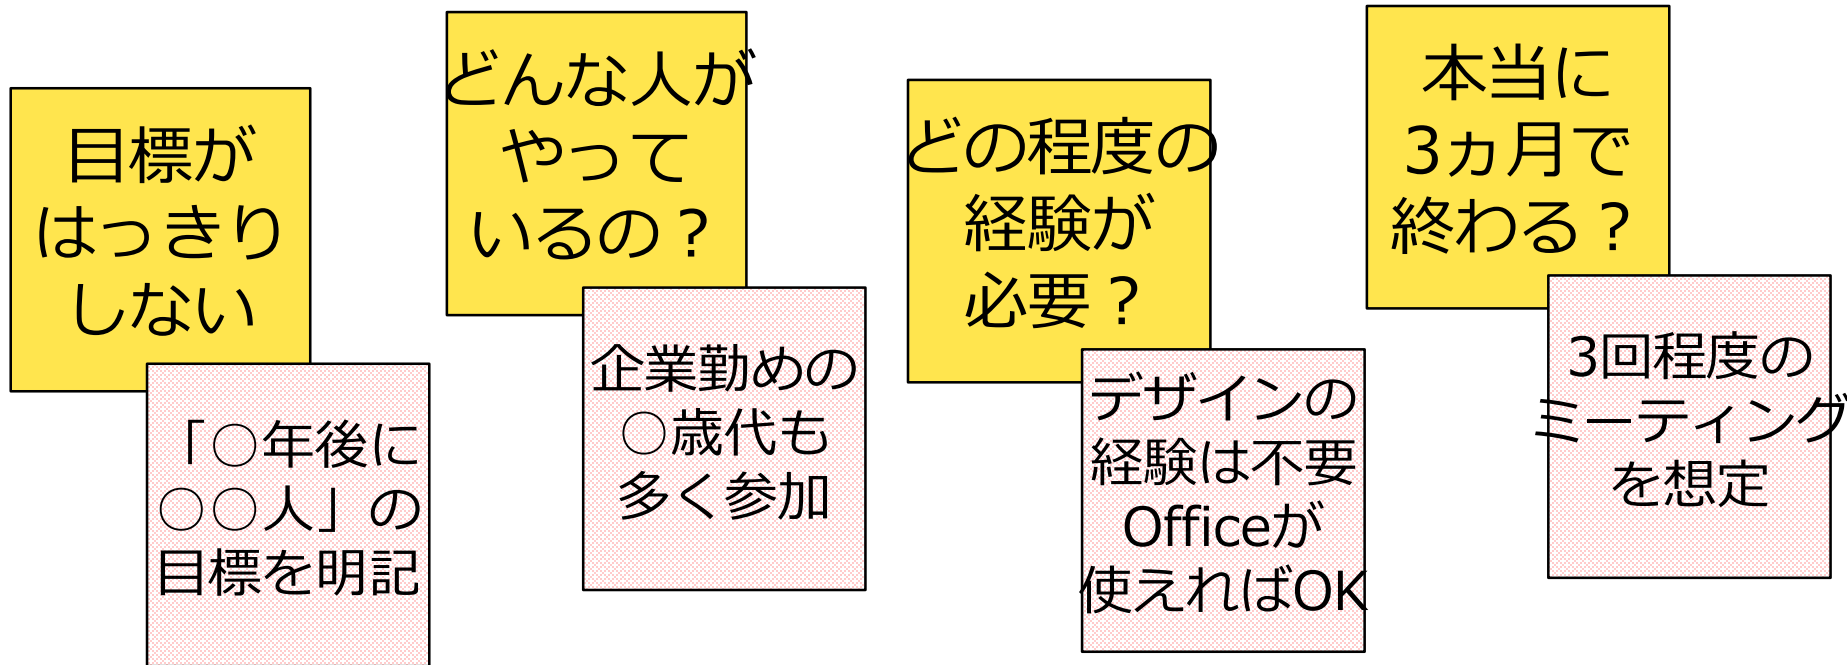 目標が
はっきり
しない
「○年後に
○○人」の
目標を明記
どんな人が
やって
いるの？
企業勤めの
○歳代も
多く参加
どの程度の
経験が
必要？
デザインの
経験は不要
Officeが
使えればOK
本当に
3ヵ月で
終わる？
3回程度の
ミーティング
を想定